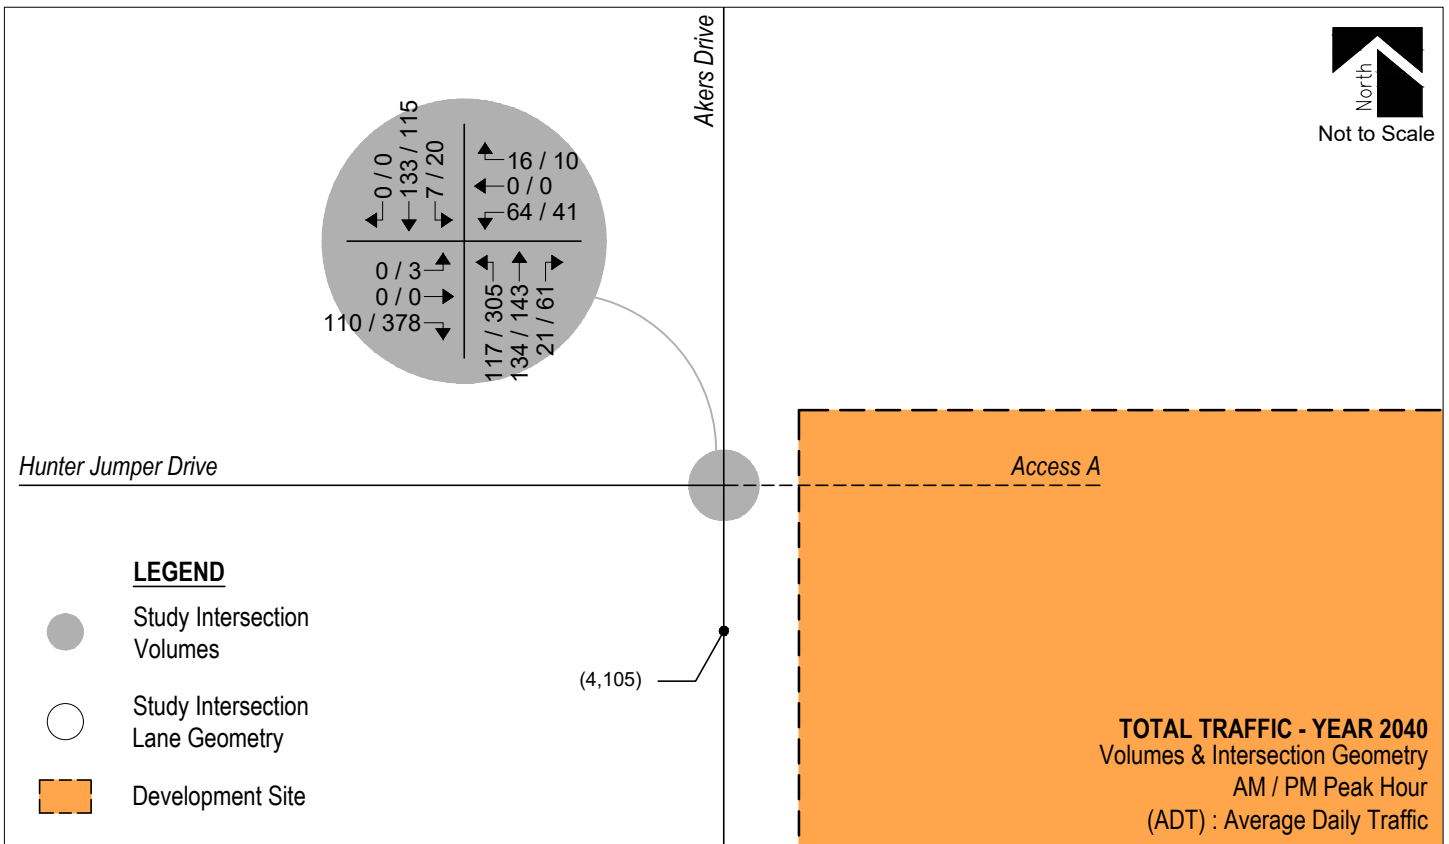 Akers Drive
North
Not to Scale
0 / 0
133 / 115
7 / 20
16 / 10
0 / 0
64 / 41
0 / 3
0 / 0
110 / 378
117 / 305
134 / 143
21 / 61
Hunter Jumper Drive
Access A
LEGEND
Study Intersection
Volumes
Study Intersection
Lane Geometry
Development Site
(4,105)
TOTAL TRAFFIC - YEAR 2040
Volumes & Intersection Geometry
AM / PM Peak Hour
(ADT) : Average Daily Traffic